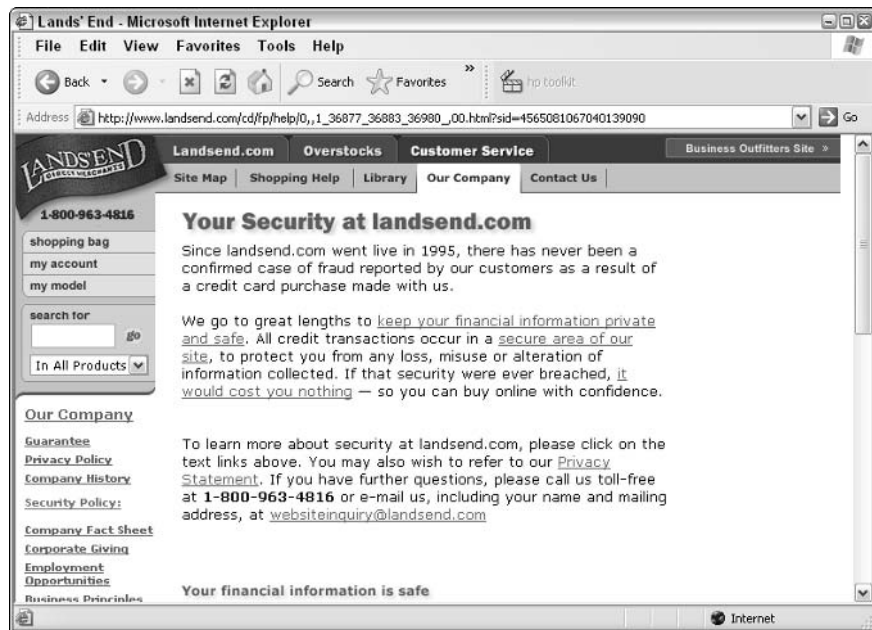 Lands' End - Microsoft Internet Explorer
File Edit View Favorites Tools Help
Back Search Favorites » hp toolkit
Address http://www.landsend.com/cd/fp/help/0,,1_36877_36883_36980_,00.html?sid=4565081067040139090 Go
LANDS' END
DIRECT MERCHANTS
Landsend.com Overstocks Customer Service Business Outfitters Site »
Site Map Shopping Help Library Our Company Contact Us
1-800-963-4816
shopping bag
my account
my model
search for
go
In All Products
Our Company
Guarantee
Privacy Policy
Company History
Security Policy:
Company Fact Sheet
Corporate Giving
Employment
Opportunities
Business Principles
Your Security at landsend.com
Since landsend.com went live in 1995, there has never been a
confirmed case of fraud reported by our customers as a result of
a credit card purchase made with us.
We go to great lengths to keep your financial information private
and safe. All credit transactions occur in a secure area of our
site, to protect you from any loss, misuse or alteration of
information collected. If that security were ever breached, it
would cost you nothing — so you can buy online with confidence.
To learn more about security at landsend.com, please click on the
text links above. You may also wish to refer to our Privacy
Statement. If you have further questions, please call us toll-free
at 1-800-963-4816 or e-mail us, including your name and mailing
address, at websiteinquiry@landsend.com
Your financial information is safe
Internet